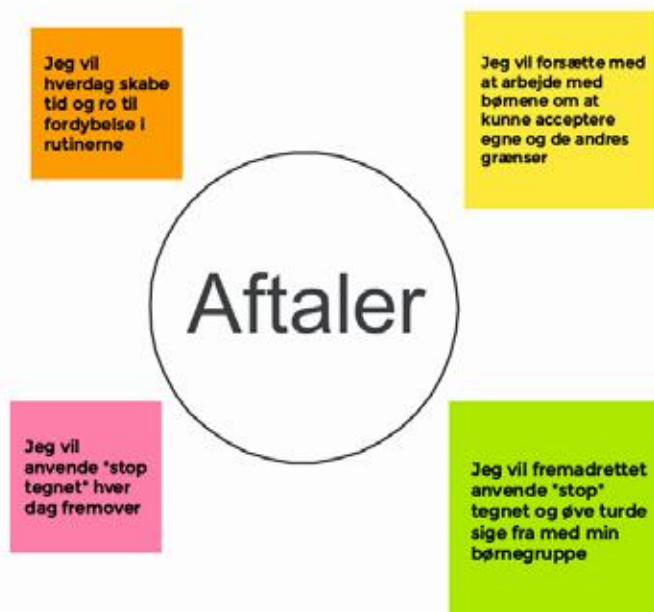 Jeg vil
hverdag skabe
tid og ro til
fordybelse i
rutinerne
Jeg vil forsætte med
at arbejde med
børnene om at
kunne acceptere
egne og de andres
grænser
Aftaler
Jeg vil
anvende "stop
tegnet" hver
dag fremover
Jeg vil fremadrettet
anvende "stop"
tegnet og øve turde
sige fra med min
børnegruppe